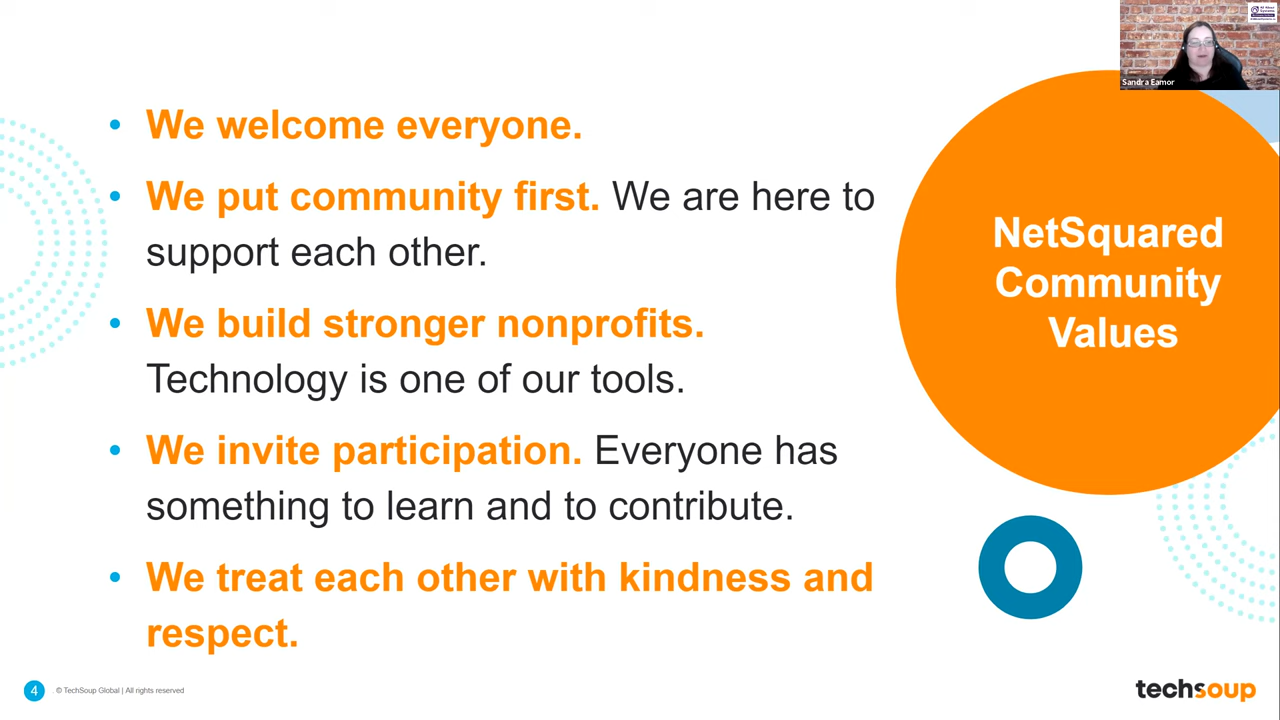 We welcome everyone.
We put community first. We are here to
support each other.
We build stronger nonprofits.
Technology is one of our tools.
We invite participation. Everyone has
something to learn and to contribute.
We treat each other with kindness and
respect.
NetSquared
Community
Values
Sandra Eamor
4
© TechSoup Global | All rights reserved
techsoup